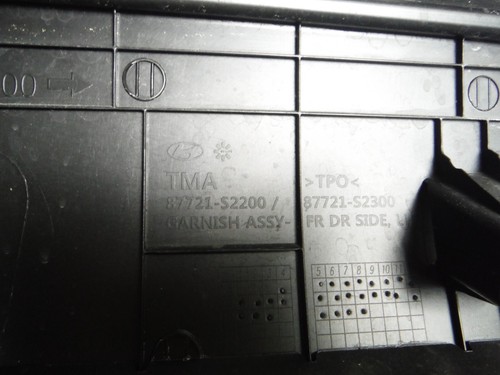 00
TMA >TPO<
87721-S2200 / 87721-S2300
GARNISH ASSY- FR DR SIDE, L
5 6 7 8 9 10 11